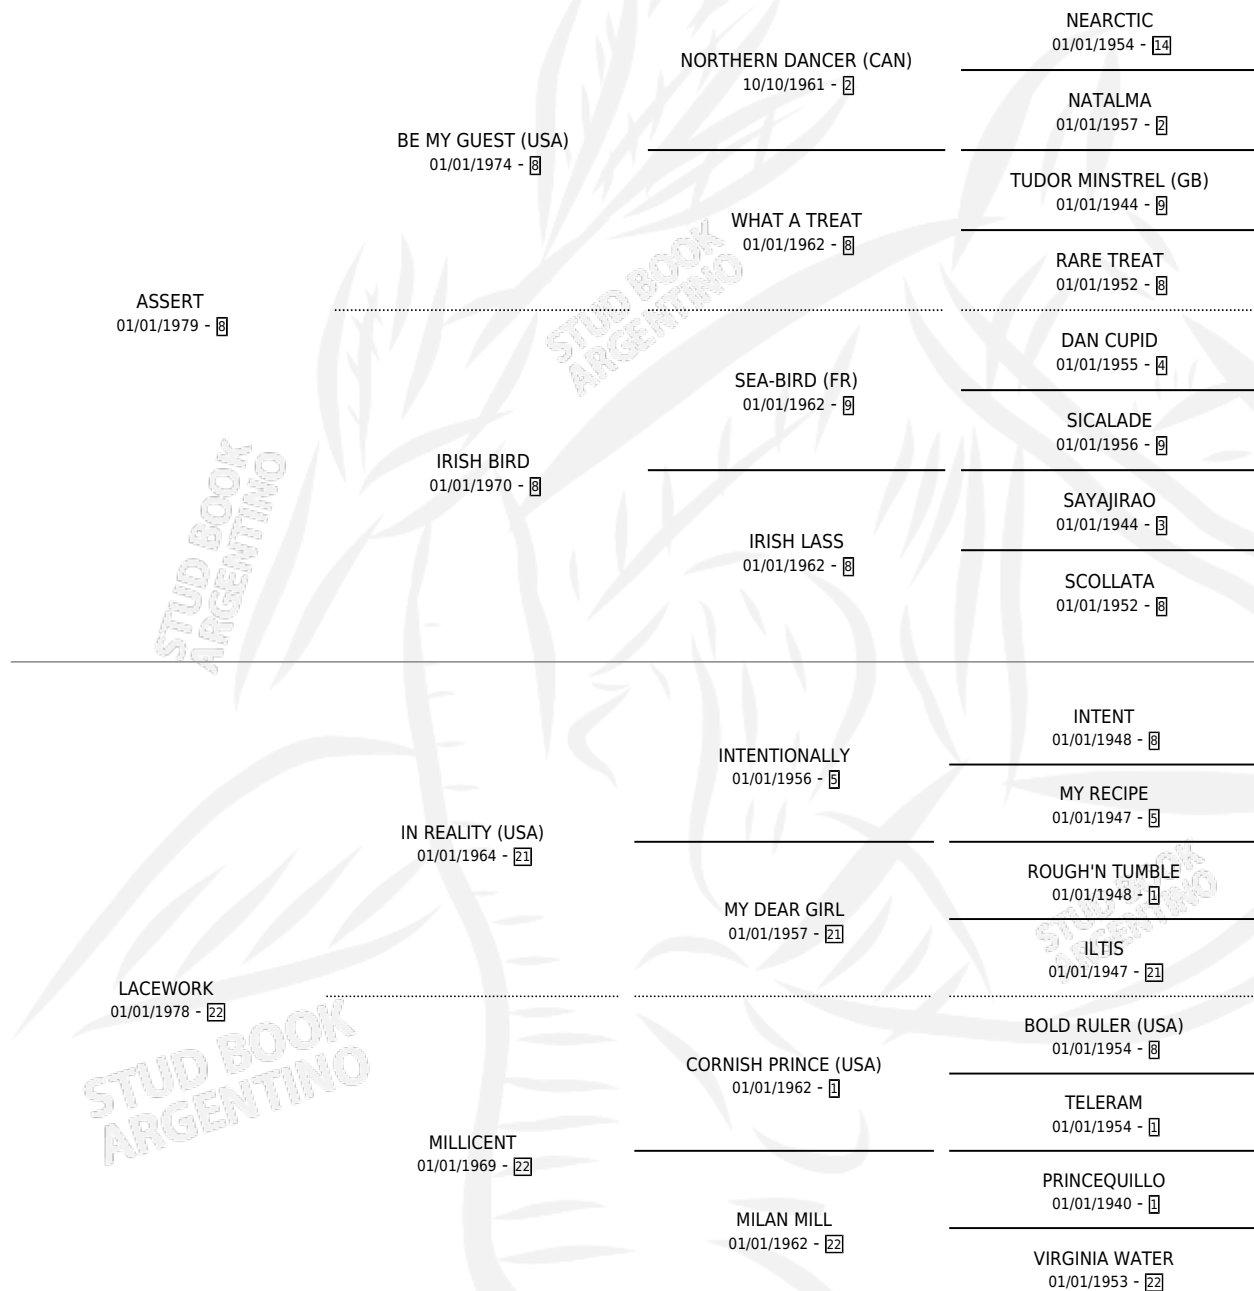 ASSERT
01/01/1979 - 8
BE MY GUEST (USA)
01/01/1974 - 8
NORTHERN DANCER (CAN)
10/10/1961 - 2
NEARCTIC
01/01/1954 - 14
NATALMA
01/01/1957 - 2
WHAT A TREAT
01/01/1962 - 8
TUDOR MINSTREL (GB)
01/01/1944 - 9
RARE TREAT
01/01/1952 - 8
IRISH BIRD
01/01/1970 - 8
SEA-BIRD (FR)
01/01/1962 - 9
DAN CUPID
01/01/1955 - 4
SICALADE
01/01/1956 - 9
IRISH LASS
01/01/1962 - 8
SAYAJIRAO
01/01/1944 - 3
SCOLLATA
01/01/1952 - 8
LACEWORK
01/01/1978 - 22
IN REALITY (USA)
01/01/1964 - 21
INTENTIONALLY
01/01/1956 - 5
INTENT
01/01/1948 - 8
MY RECIPE
01/01/1947 - 5
MY DEAR GIRL
01/01/1957 - 21
ROUGH'N TUMBLE
01/01/1948 - 1
ILTIS
01/01/1947 - 21
MILLICENT
01/01/1969 - 22
CORNISH PRINCE (USA)
01/01/1962 - 1
BOLD RULER (USA)
01/01/1954 - 8
TELERAM
01/01/1954 - 1
MILAN MILL
01/01/1962 - 22
PRINCEQUILLO
01/01/1940 - 1
VIRGINIA WATER
01/01/1953 - 22
STUD BOOK
ARGENTINO
STUD BOOK
ARGENTINO
STUD BOOK
ARGENTINO
STUD BOOK
ARGENTINO